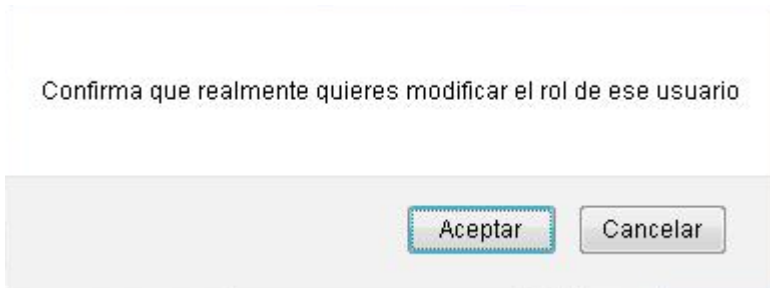 Confirma que realmente quieres modificar el rol de ese usuario
Aceptar Cancelar